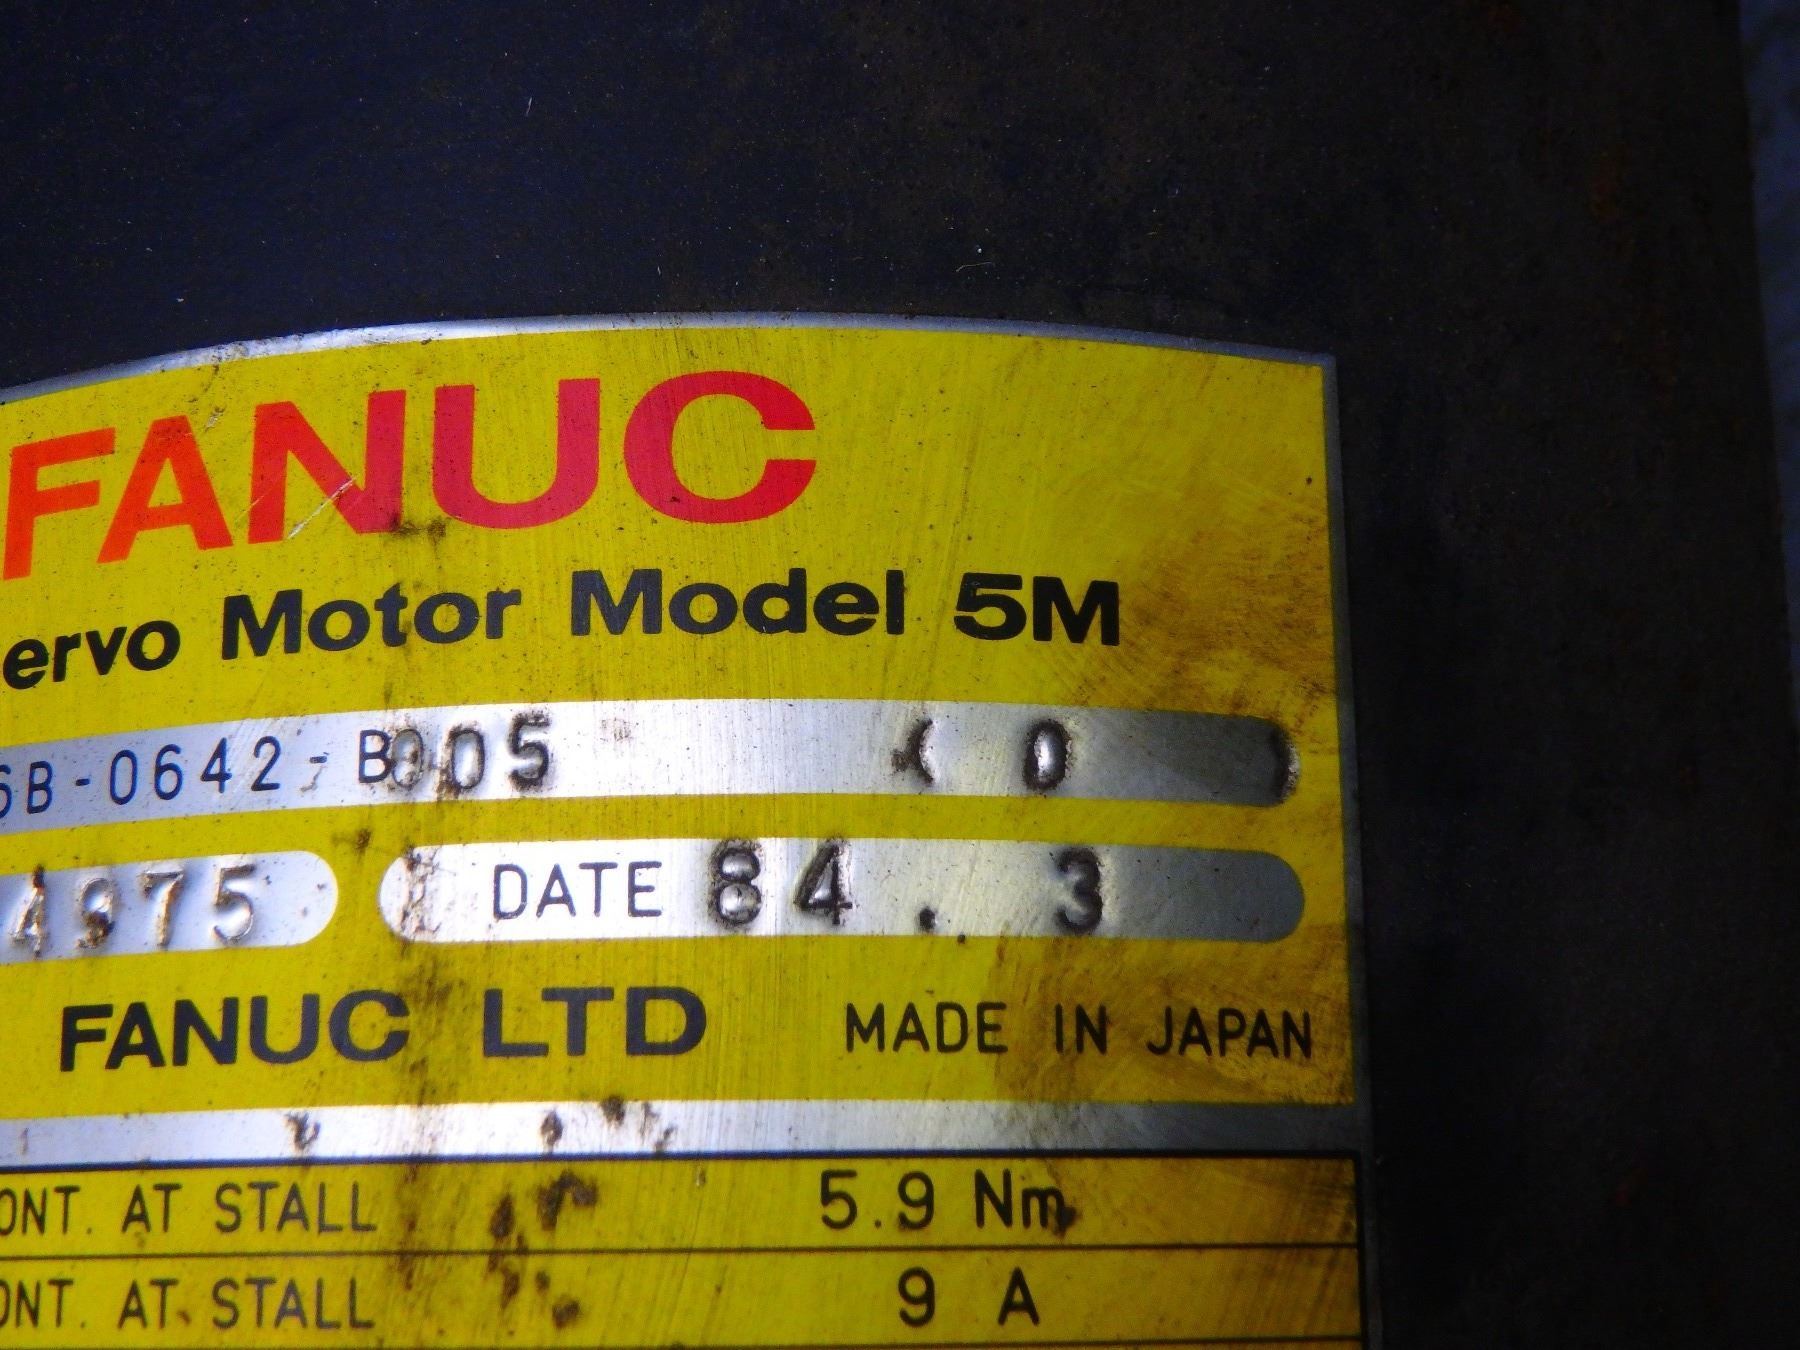 FANUC
ervo Motor Model 5M
6B-0642-B005 ( 0 )
4975 DATE 84. 3
FANUC LTD MADE IN JAPAN
ONT. AT STALL 5.9 Nm
ONT. AT STALL 9 A